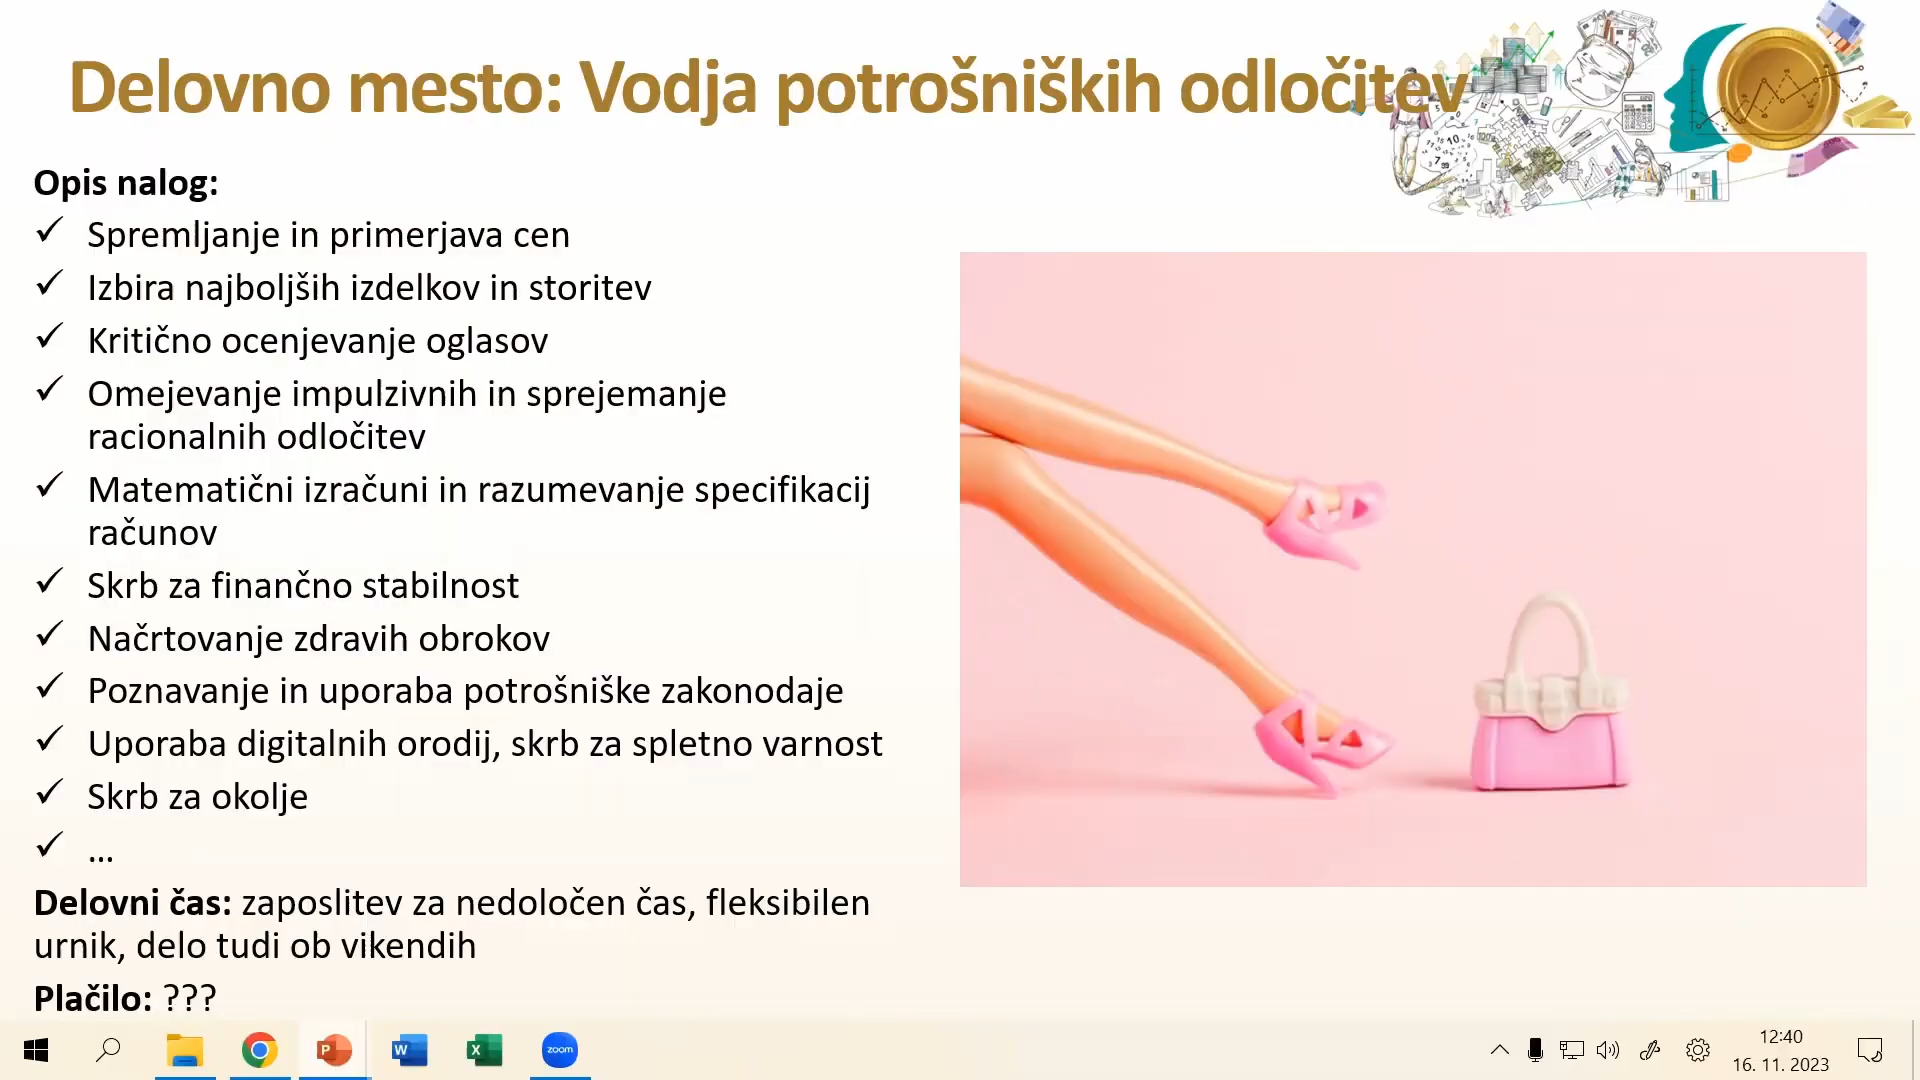 Delovno mesto: Vodja potrošniških odločitev
Opis nalog:
✓ Spremljanje in primerjava cen
✓ Izbira najboljših izdelkov in storitev
✓ Kritično ocenjevanje oglasov
✓ Omejevanje impulzivnih in sprejemanje
racionalnih odločitev
✓ Matematični izračuni in razumevanje specifikacij
računov
✓ Skrb za finančno stabilnost
✓ Načrtovanje zdravih obrokov
✓ Poznavanje in uporaba potrošniške zakonodaje
✓ Uporaba digitalnih orodij, skrb za spletno varnost
✓ Skrb za okolje
✓ ...
Delovni čas: zaposlitev za nedoločen čas, fleksibilen
urnik, delo tudi ob vikendih
Plačilo: ???
P
W
X
zoom
12:40
16. 11. 2023